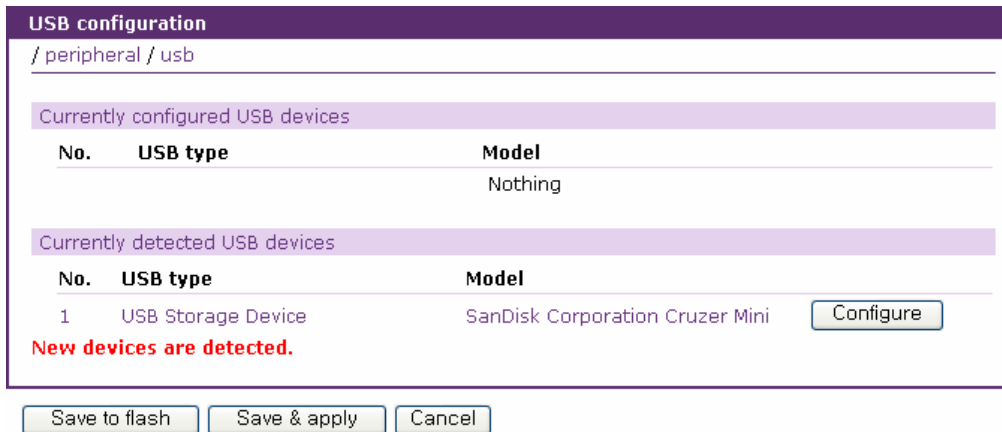 USB configuration
/ peripheral / usb
Currently configured USB devices
No. USB type Model
Nothing
Currently detected USB devices
No. USB type Model
1 USB Storage Device SanDisk Corporation Cruzer Mini Configure
New devices are detected.
Save to flash Save & apply Cancel